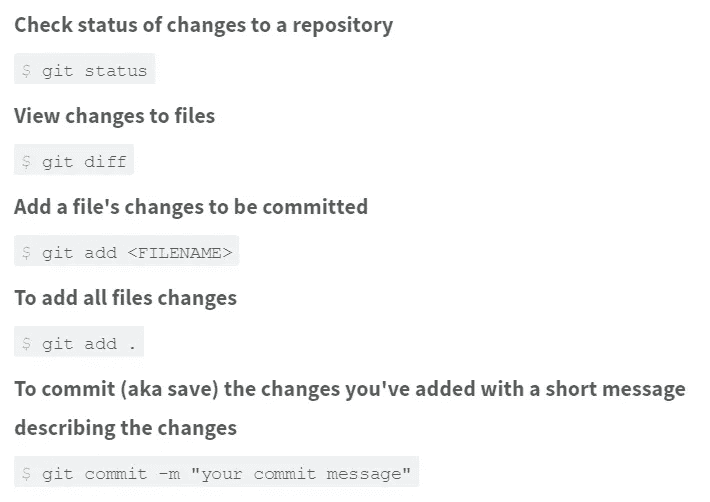 Check status of changes to a repository
$ git status
View changes to files
$ git diff
Add a file's changes to be committed
$ git add <FILENAME>
To add all files changes
$ git add .
To commit (aka save) the changes you've added with a short message
describing the changes
$ git commit -m "your commit message"